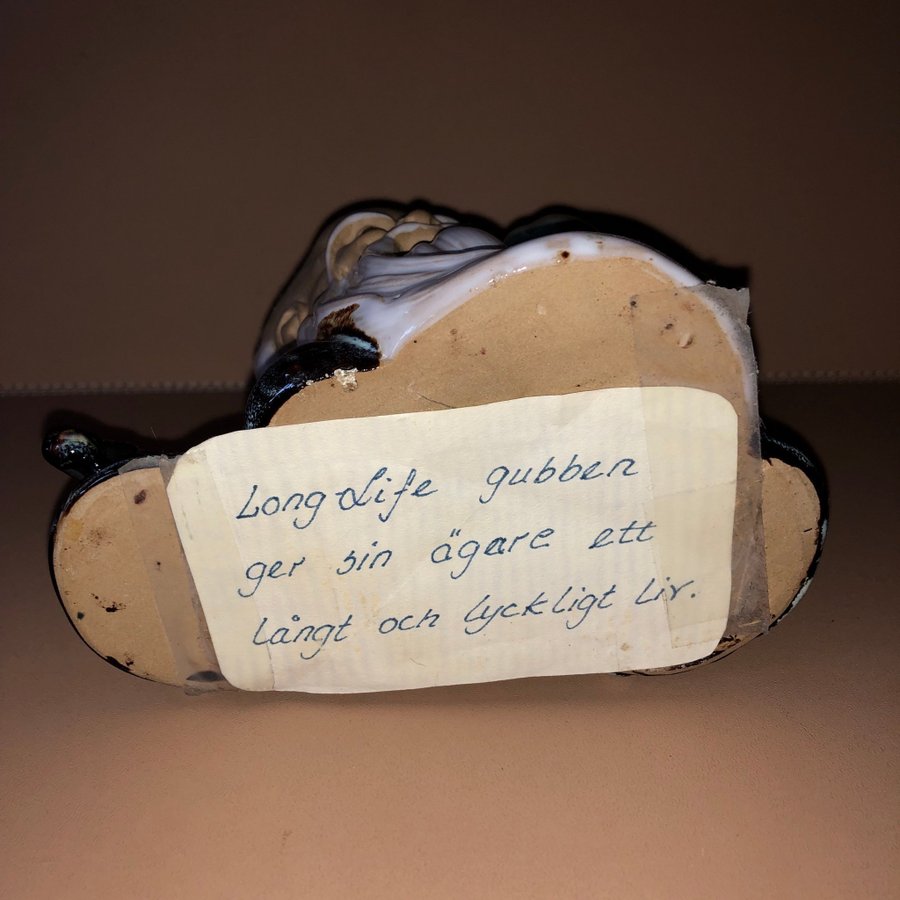 Long Life gubben
ger sin ägare ett
långt och lyckligt liv.